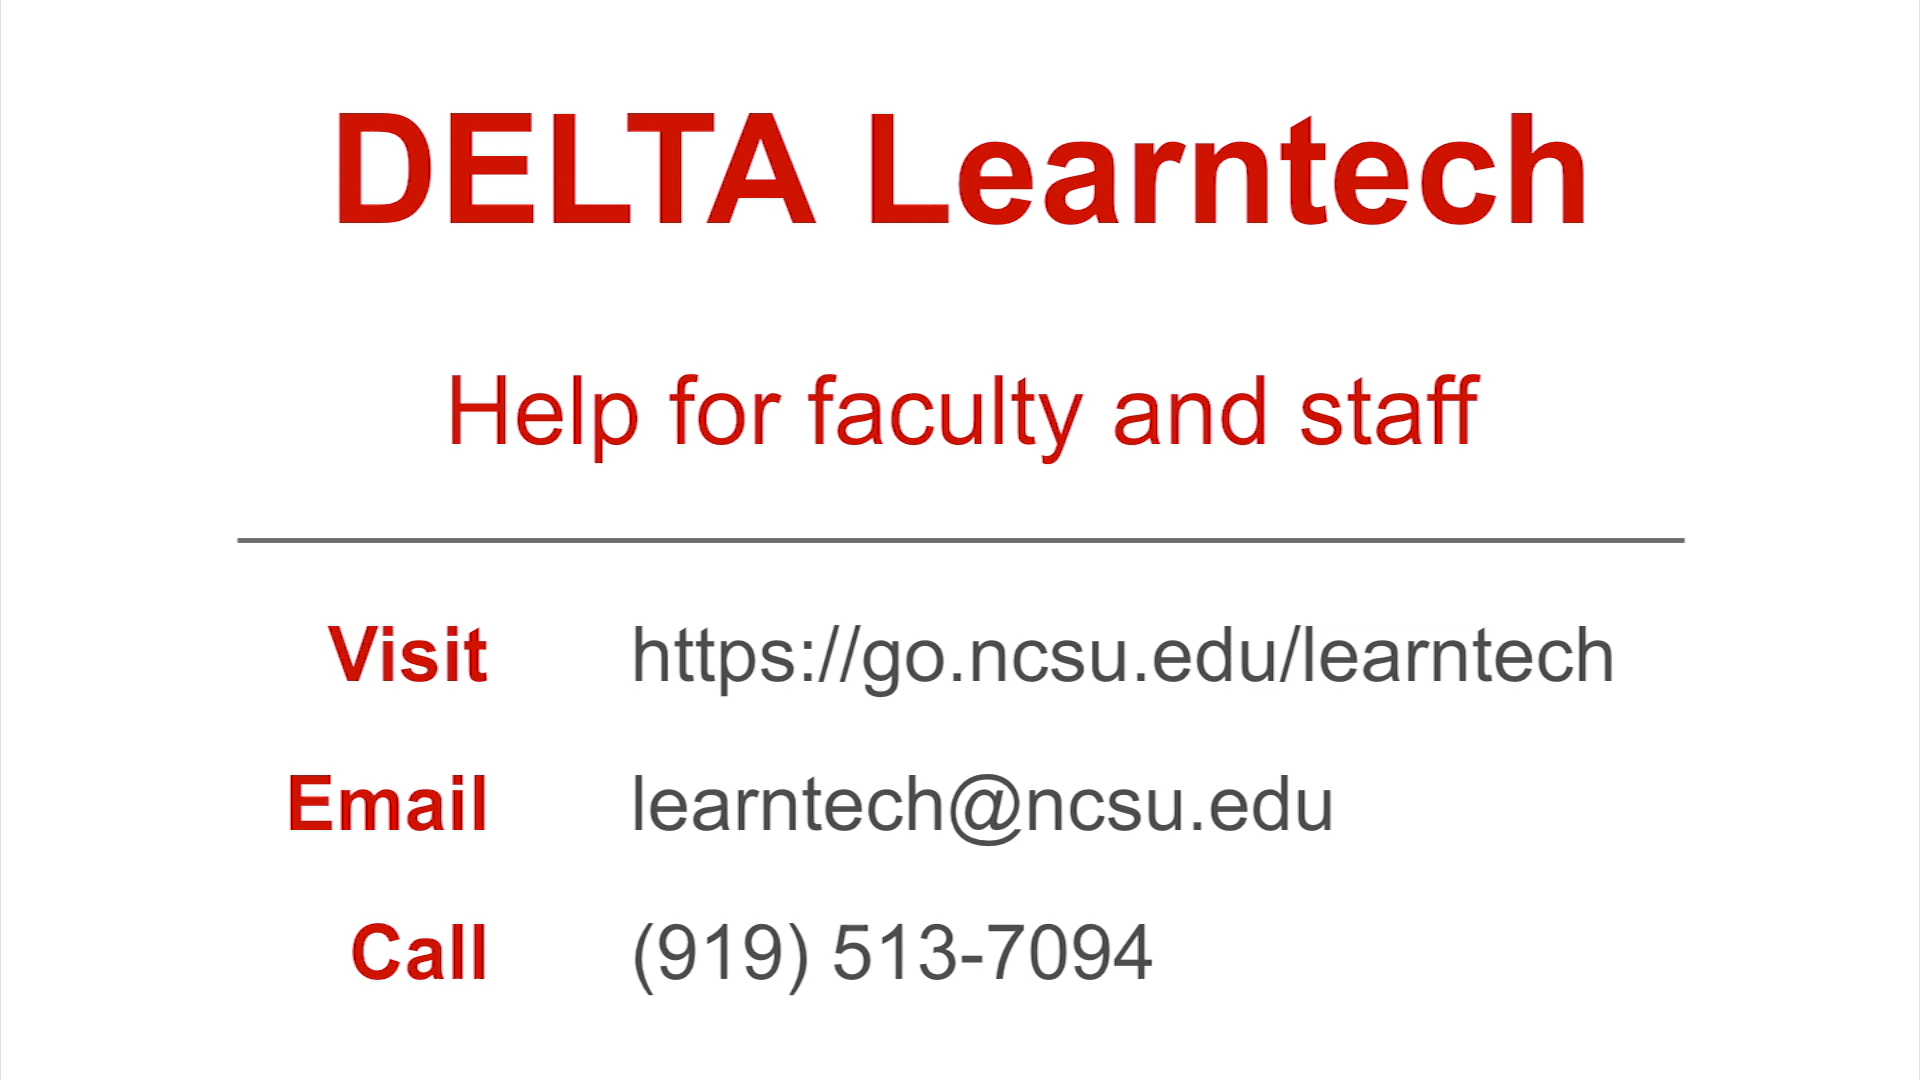 DELTA Learntech
Help for faculty and staff
Visit https://go.ncsu.edu/learntech
Email learntech@ncsu.edu
Call (919) 513-7094